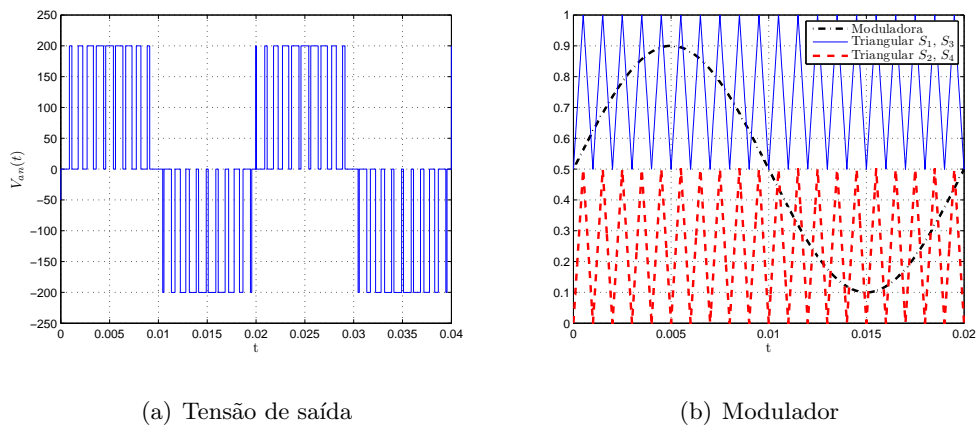 250
200
150
100
50
0
−50
−100
−150
−200
−250
V_an(t)
0 0.005 0.01 0.015 0.02 0.025 0.03 0.035 0.04
t
(a) Tensão de saída
1
0.9
0.8
0.7
0.6
0.5
0.4
0.3
0.2
0.1
0
Moduladora
Triangular S1, S3
Triangular S2, S4
0 0.005 0.01 0.015 0.02
t
(b) Modulador